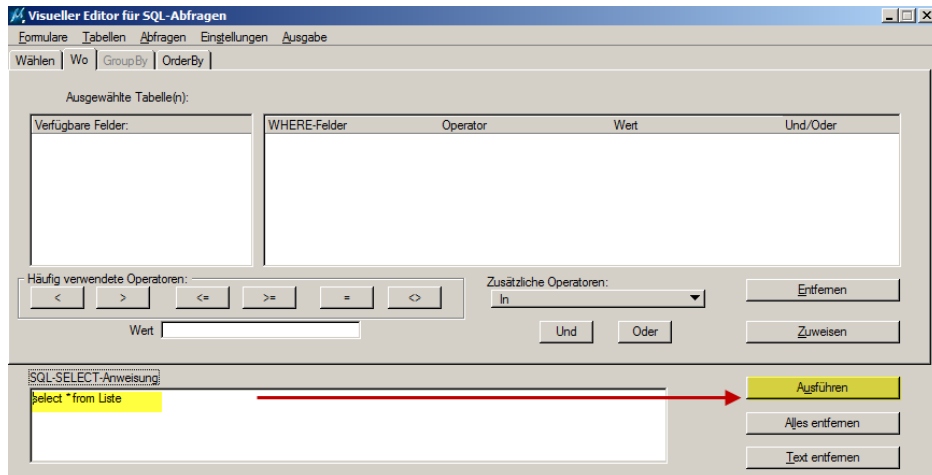 Visueller Editor für SQL-Abfragen
Formulare Tabellen Abfragen Einstellungen Ausgabe
Wählen Wo GroupBy OrderBy
Ausgewählte Tabelle(n):
Verfügbare Felder: WHERE-Felder Operator Wert Und/Oder
Häufig verwendete Operatoren: Zusätzliche Operatoren:
< > <= >= = <> In Entfernen
Wert Und Oder Zuweisen
SQL-SELECT-Anweisung
select * from Liste Ausführen
Alles entfernen
Text entfernen